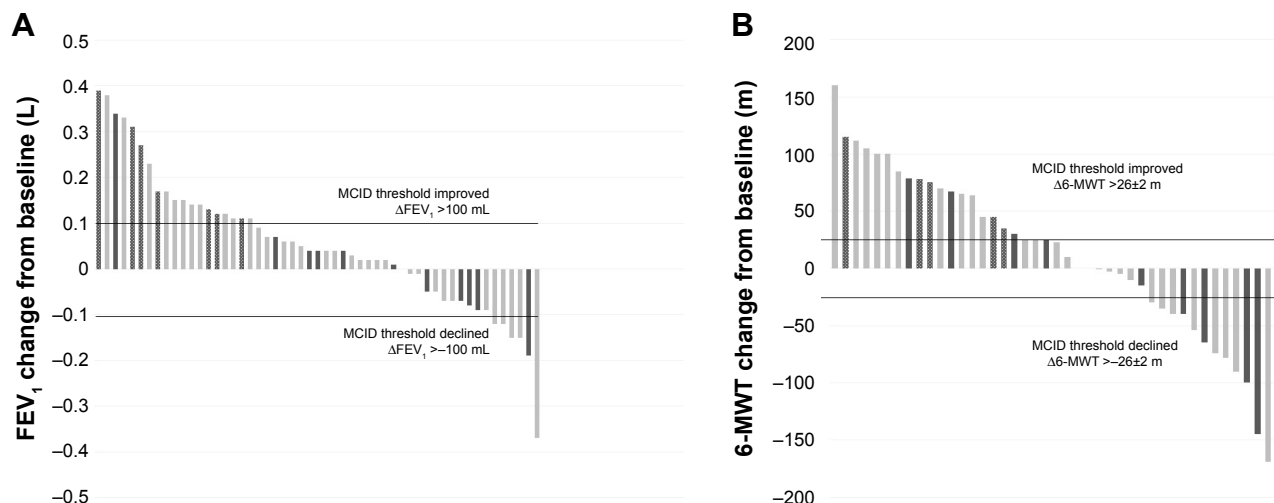 A
FEV₁ change from baseline (L)
0.5
0.4
0.3
0.2
0.1
0
–0.1
–0.2
–0.3
–0.4
–0.5
MCID threshold improved
ΔFEV₁ >100 mL
MCID threshold declined
ΔFEV₁ >–100 mL
B
6-MWT change from baseline (m)
200
150
100
50
0
–50
–100
–150
–200
MCID threshold improved
Δ6-MWT >26±2 m
MCID threshold declined
Δ6-MWT >–26±2 m